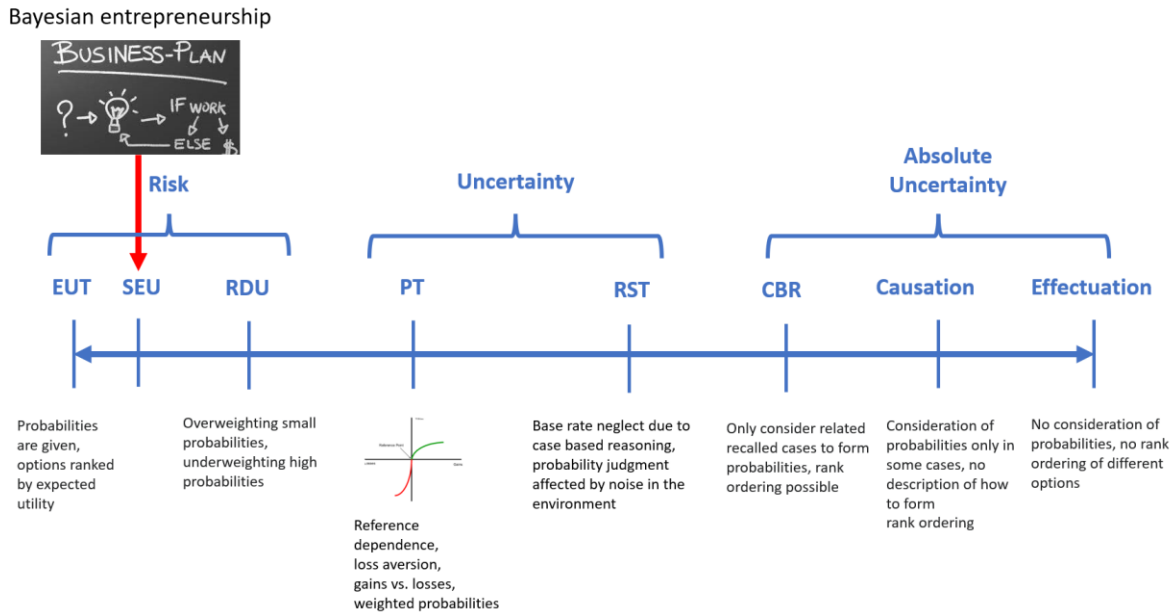 Bayesian entrepreneurship
BUSINESS-PLAN
? IF WORK
ELSE $
Risk
Uncertainty
Absolute
Uncertainty
EUT
SEU
RDU
PT
RST
CBR
Causation
Effectuation
Probabilities
are given,
options ranked
by expected
utility
Overweighting small
probabilities,
underweighting high
probabilities
Reference Point
Gains
Reference
dependence,
loss aversion,
gains vs. losses,
weighted probabilities
Base rate neglect due to
case based reasoning,
probability judgment
affected by noise in the
environment
Only consider related
recalled cases to form
probabilities, rank
ordering possible
Consideration of
probabilities only in
some cases, no
description of how
to form
rank ordering
No consideration of
probabilities, no rank
ordering of different
options